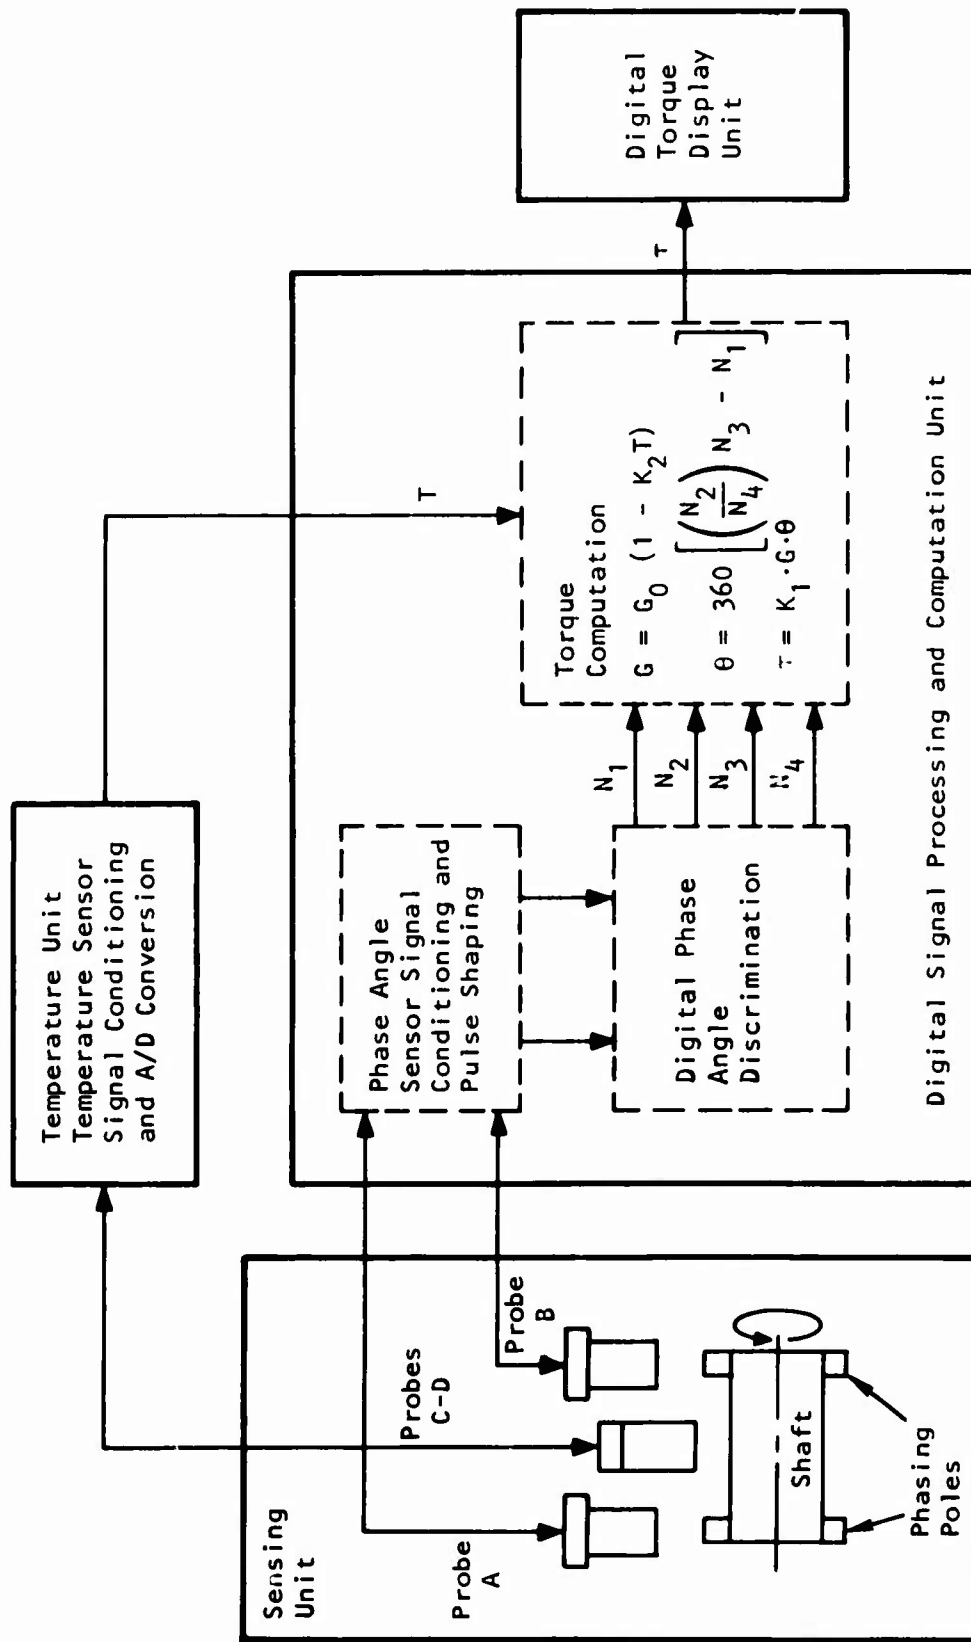 Temperature Unit
Temperature Sensor
Signal Conditioning
and A/D Conversion
Sensing
Unit
Probe
A
Probes
C-D
Probe
B
Shaft
Phasing
Poles
Phase Angle
Sensor Signal
Conditioning and
Pulse Shaping
Digital Phase
Angle
Discrimination
N1
N2
N3
N4
T
Torque
Computation
G = G0 (1 - K2T)
θ = 360 [(N2/N4) N3 - N1]
τ = K1·G·θ
τ
Digital
Torque
Display
Unit
Digital Signal Processing and Computation Unit